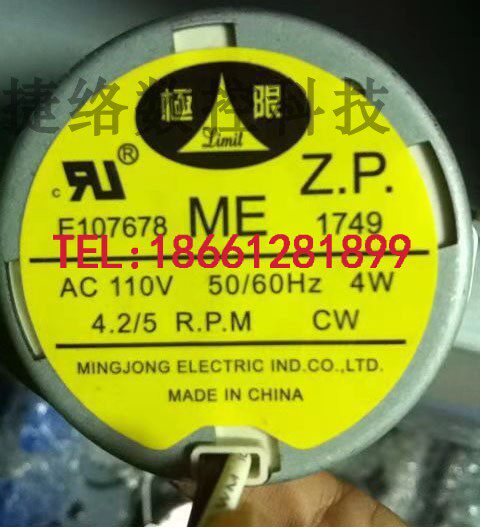 捷络数控科技
極 限
Limit
c RU ® Z.P.
E107678 ME 1749
TEL:18661281899
AC 110V 50/60Hz 4W
4.2/5 R.P.M CW
MINGJONG ELECTRIC IND.CO.,LTD.
MADE IN CHINA